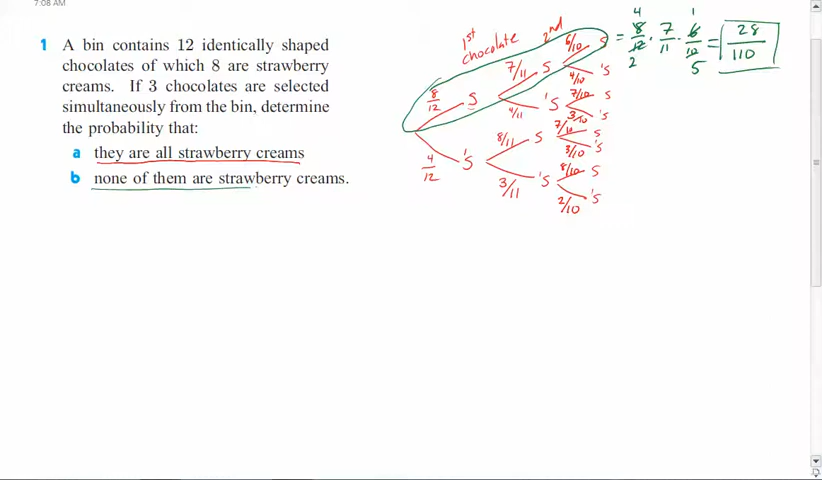 7:08 AM
1 A bin contains 12 identically shaped
chocolates of which 8 are strawberry
creams. If 3 chocolates are selected
simultaneously from the bin, determine
the probability that:
a they are all strawberry creams
b none of them are strawberry creams.
1st
chocolate
2nd
8/12 S
7/11 S
6/10 S
4/10 'S
4/11 'S
7/10 S
3/10 'S
4/12 'S
8/11 S
7/10 S
3/10 'S
3/11 'S
8/10 S
2/10 'S
4 1
= 8/12 · 7/11 · 6/10 = 28/110
2 5